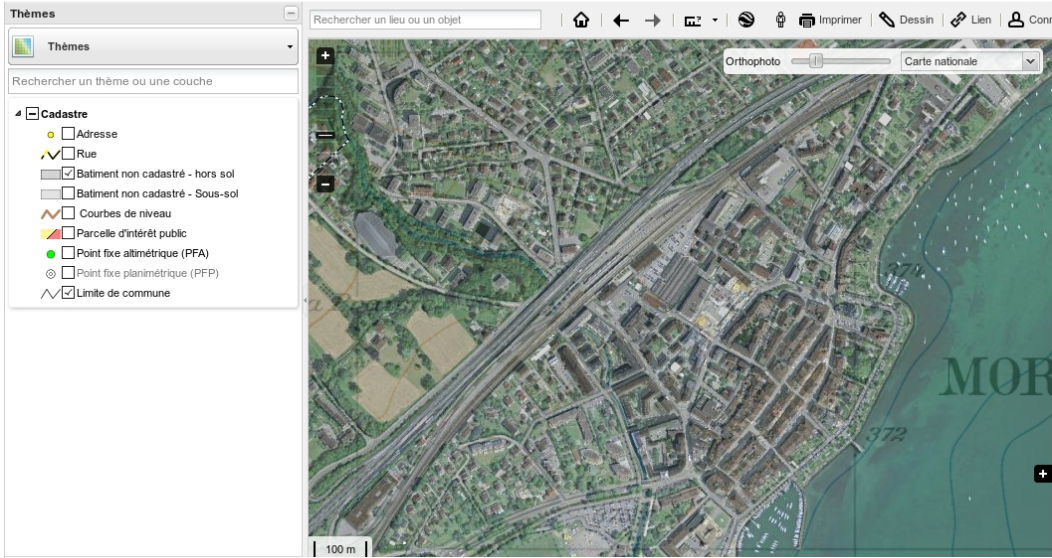 Thèmes
Thèmes
Rechercher un thème ou une couche
Cadastre
Adresse
Rue
Batiment non cadastré - hors sol
Batiment non cadastré - Sous-sol
Courbes de niveau
Parcelle d'intérêt public
Point fixe altimétrique (PFA)
Point fixe planimétrique (PFP)
Limite de commune
Rechercher un lieu ou un objet
Imprimer
Dessin
Lien
Conn
Orthophoto
Carte nationale
374
MOR
372
100 m